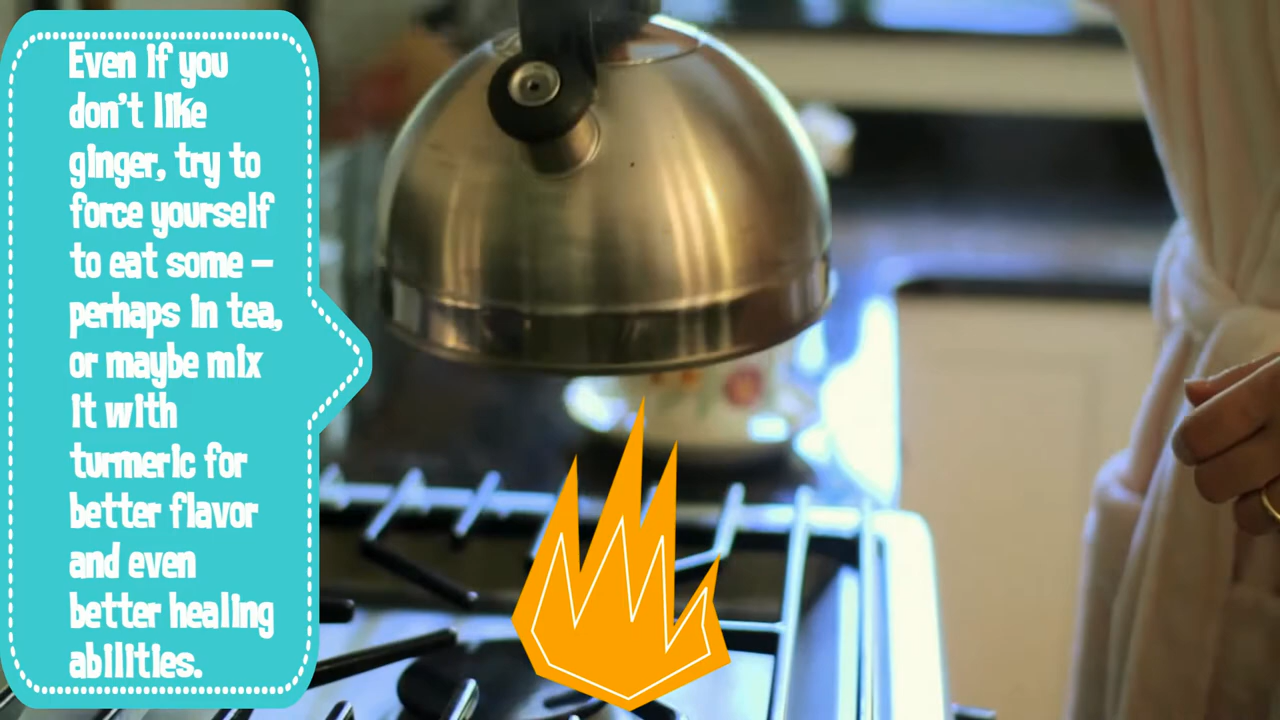 Even if you
don't like
ginger, try to
force yourself
to eat some –
perhaps in tea,
or maybe mix
it with
turmeric for
better flavor
and even
better healing
abilities.